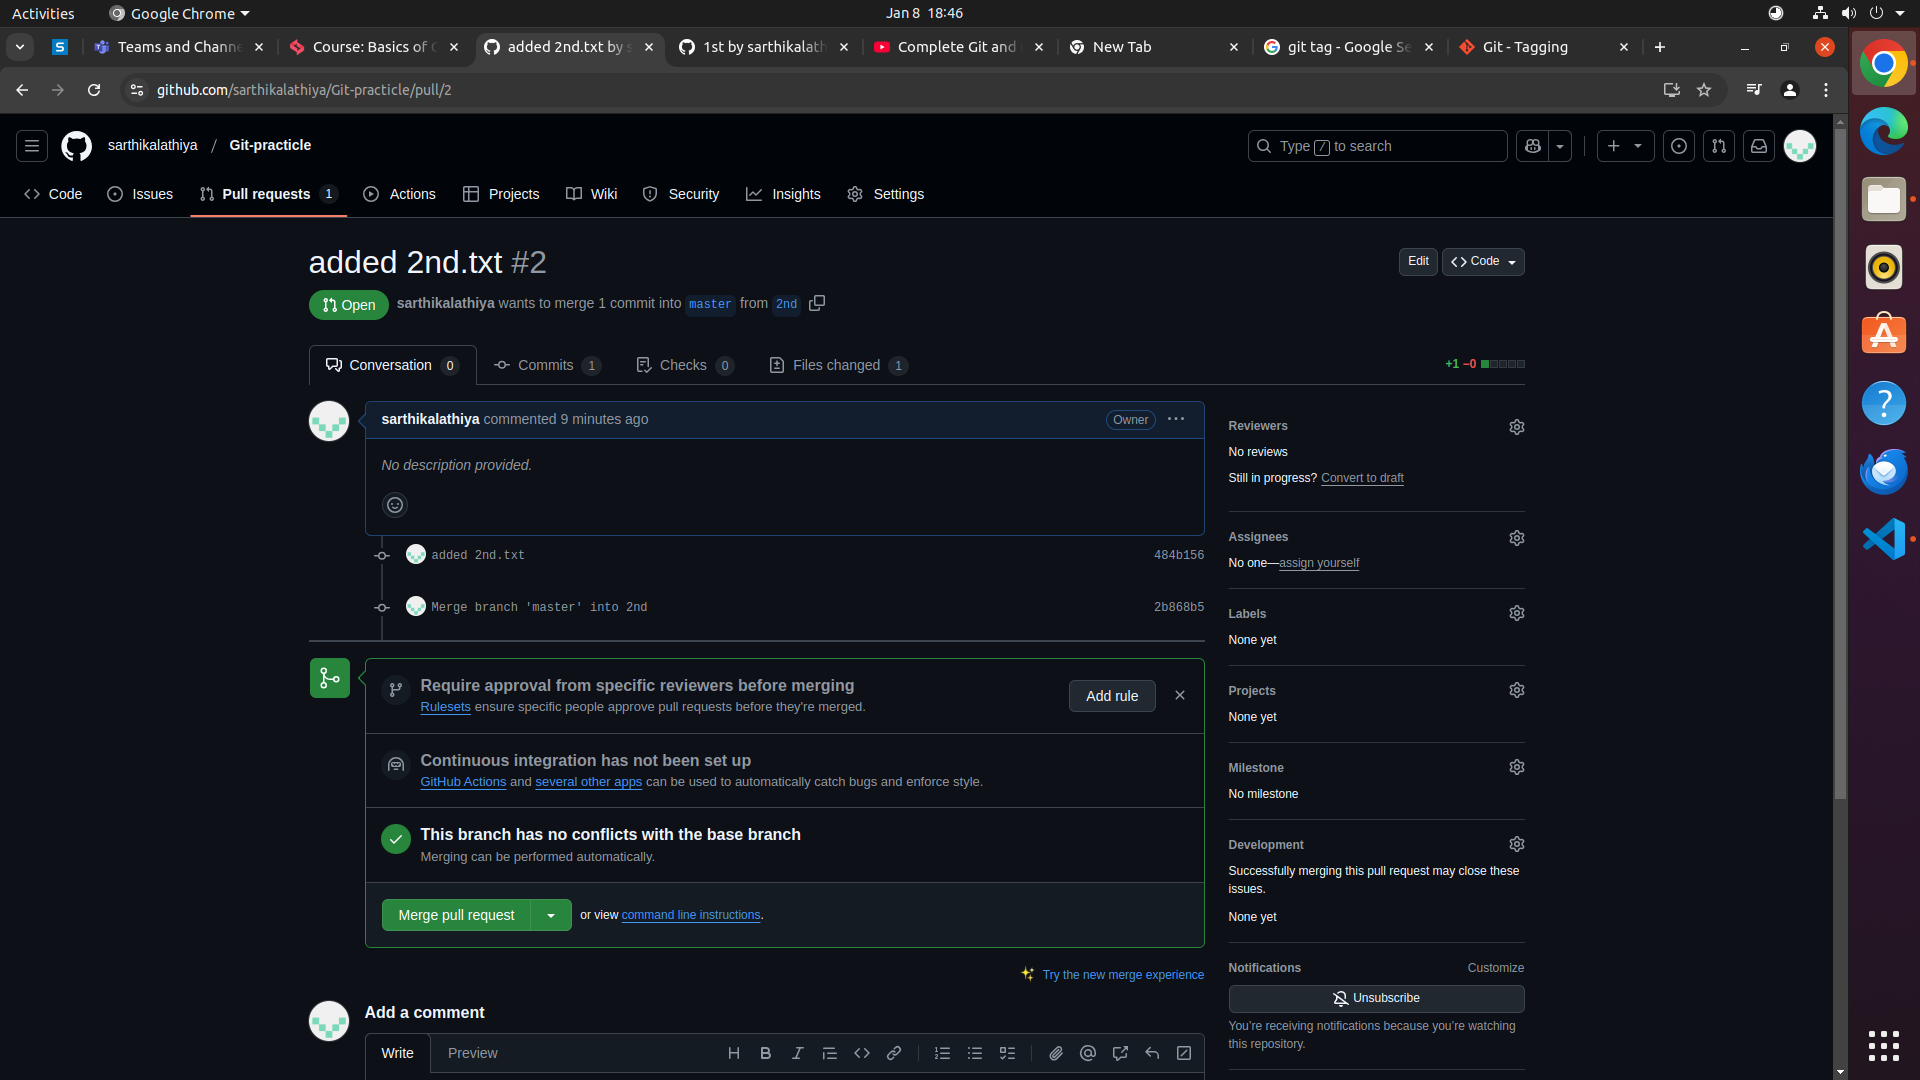 Activities Google Chrome Jan 8 18:46
Teams and Channe Course: Basics of added 2nd.txt by s 1st by sarthikalath Complete Git and New Tab git tag - Google Se Git - Tagging
github.com/sarthikalathiya/Git-practicle/pull/2
sarthikalathiya / Git-practicle Type / to search
Code Issues Pull requests 1 Actions Projects Wiki Security Insights Settings
added 2nd.txt #2 Edit Code
Open sarthikalathiya wants to merge 1 commit into master from 2nd
Conversation 0 Commits 1 Checks 0 Files changed 1 +1 −0
sarthikalathiya commented 9 minutes ago Owner
No description provided.
added 2nd.txt 484b156
Merge branch 'master' into 2nd 2b868b5
Require approval from specific reviewers before merging
Rulesets ensure specific people approve pull requests before they're merged.
Add rule
Continuous integration has not been set up
GitHub Actions and several other apps can be used to automatically catch bugs and enforce style.
This branch has no conflicts with the base branch
Merging can be performed automatically.
Merge pull request or view command line instructions.
Try the new merge experience
Add a comment
Write Preview
Reviewers
No reviews
Still in progress? Convert to draft
Assignees
No one—assign yourself
Labels
None yet
Projects
None yet
Milestone
No milestone
Development
Successfully merging this pull request may close these
issues.
None yet
Notifications Customize
Unsubscribe
You're receiving notifications because you're watching
this repository.